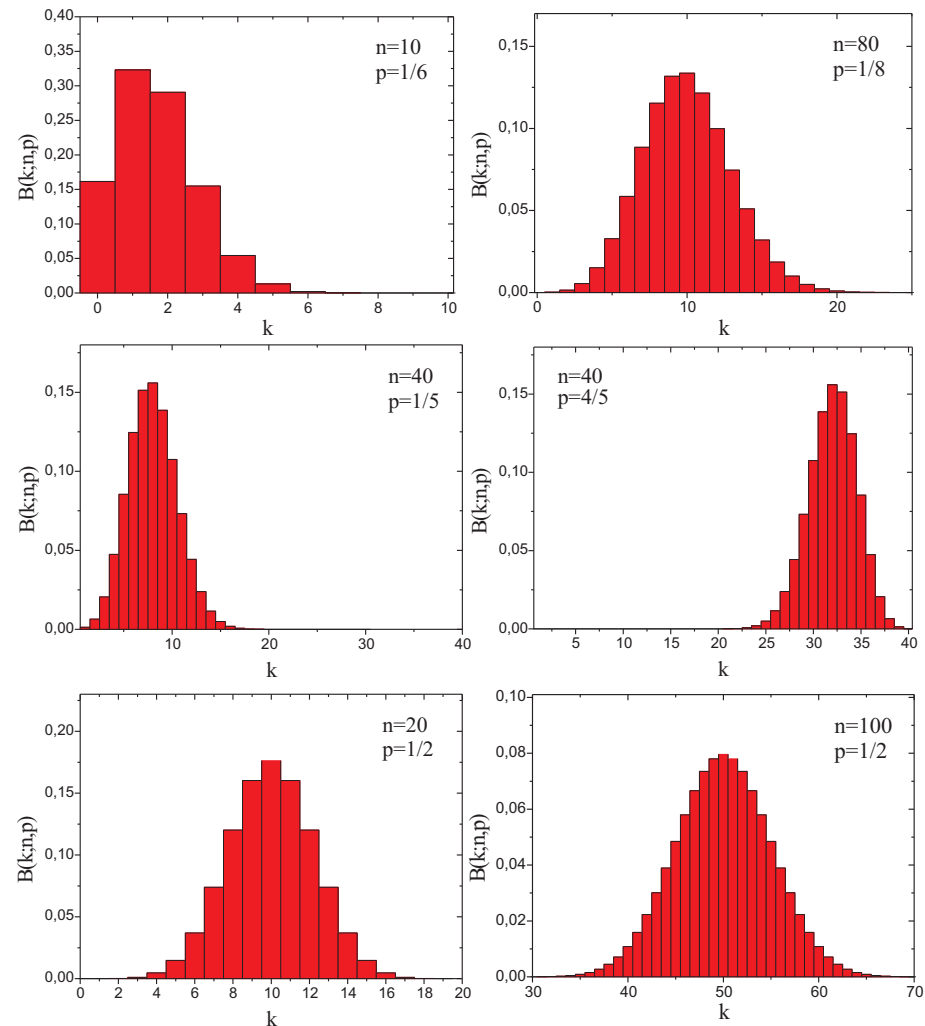 0,40
0,35
0,30
0,25
0,20
0,15
0,10
0,05
0,00
B(k;n,p)
n=10
p=1/6
0 2 4 6 8 10
k
0,15
0,10
0,05
0,00
B(k;n,p)
n=80
p=1/8
0 10 20
k
0,15
0,10
0,05
0,00
B(k;n,p)
n=40
p=1/5
10 20 30 40
k
0,15
0,10
0,05
0,00
B(k;n,p)
n=40
p=4/5
5 10 15 20 25 30 35 40
k
0,20
0,15
0,10
0,05
0,00
B(k;n,p)
n=20
p=1/2
0 2 4 6 8 10 12 14 16 18 20
k
0,10
0,08
0,06
0,04
0,02
0,00
B(k;n,p)
n=100
p=1/2
30 40 50 60 70
k